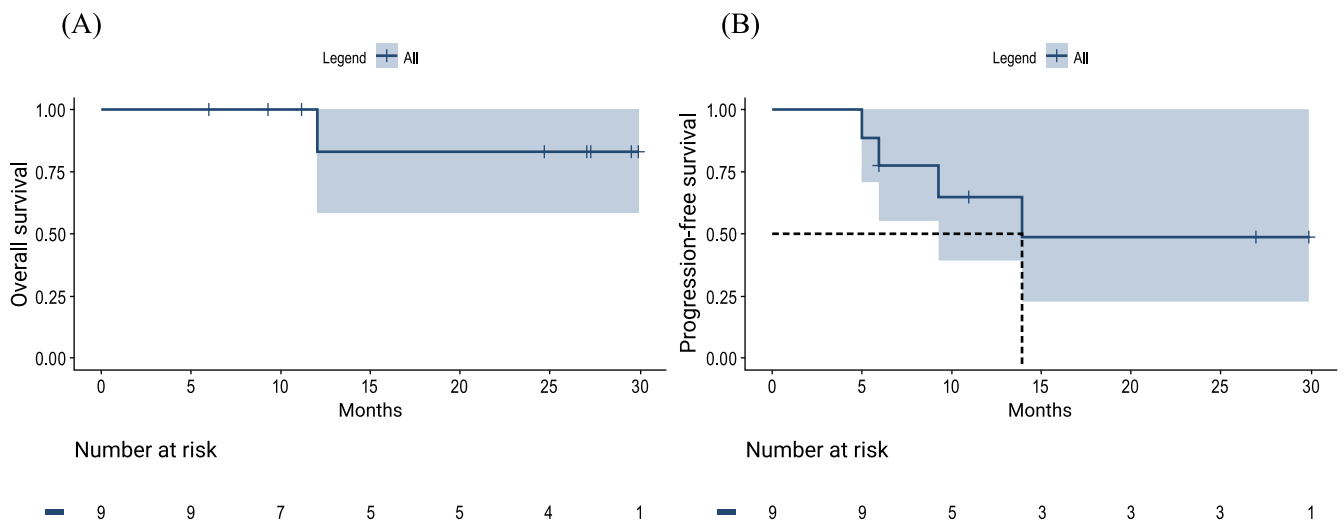 (A)
Legend All
Overall survival
1.00
0.75
0.50
0.25
0.00
0 5 10 15 20 25 30
Months
Number at risk
9 9 7 5 5 4 1
(B)
Legend All
Progression-free survival
1.00
0.75
0.50
0.25
0.00
0 5 10 15 20 25 30
Months
Number at risk
9 9 5 3 3 3 1